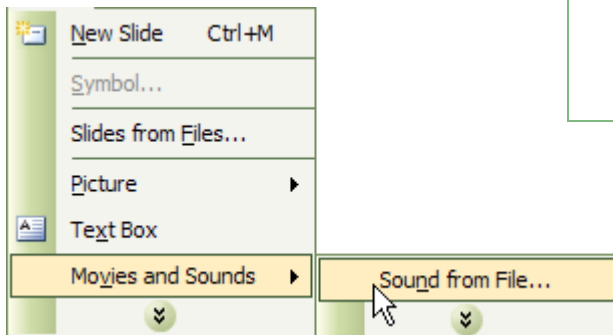 New Slide Ctrl+M
Symbol...
Slides from Files...
Picture
Text Box
Movies and Sounds
Sound from File...